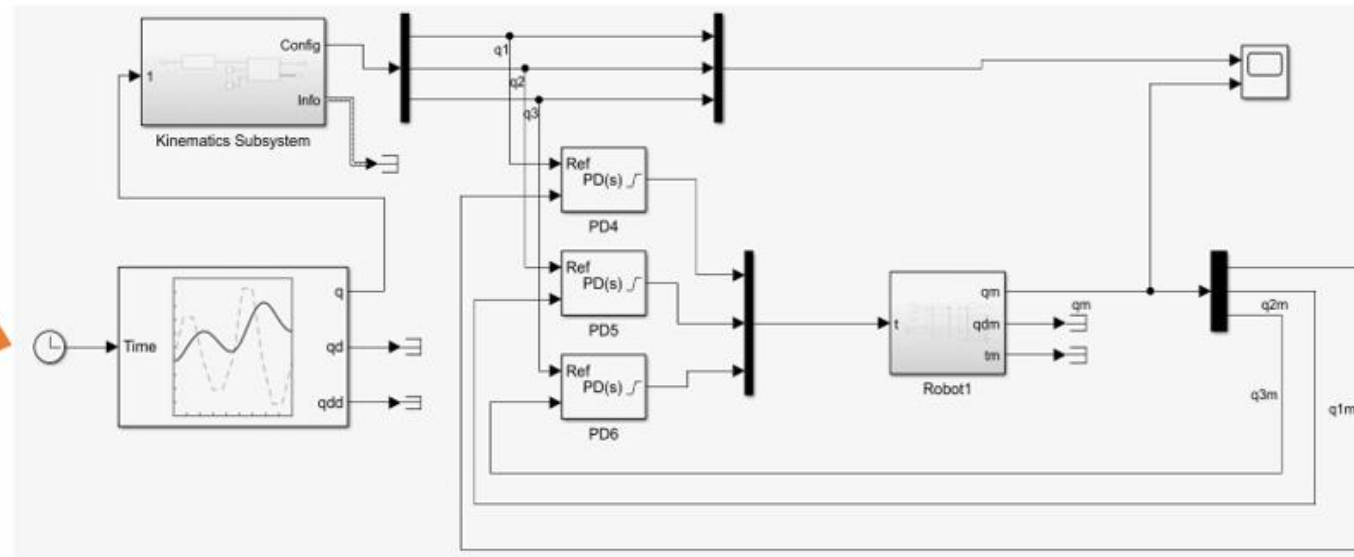 Config
1
Info
Kinematics Subsystem
q1
q2
q3
Ref
PD(s)
PD4
Ref
PD(s)
PD5
Ref
PD(s)
PD6
Time
q
qd
qdd
t
qm
qdm
tm
Robot1
qm
q2m
q3m
q1m